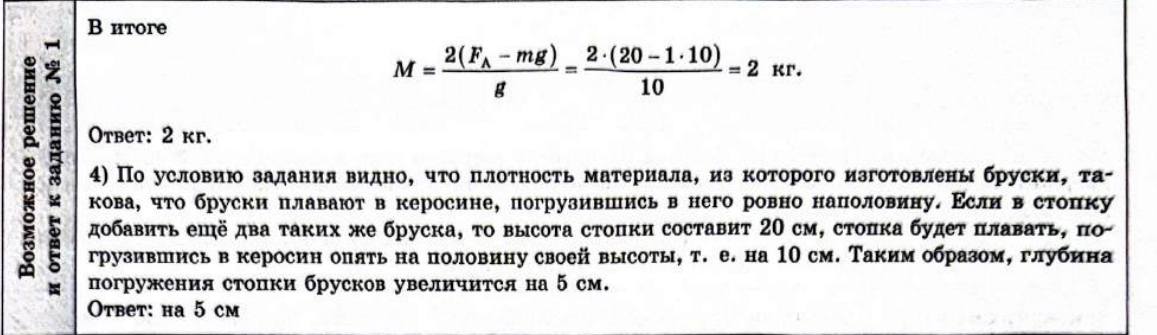 Возможное решение
и ответ к заданию № 1
В итоге
M = 2(F_A − mg)/g = 2·(20 − 1·10)/10 = 2 кг.
Ответ: 2 кг.
4) По условию задания видно, что плотность материала, из которого изготовлены бруски, та-
кова, что бруски плавают в керосине, погрузившись в него ровно наполовину. Если в стопку
добавить ещё два таких же бруска, то высота стопки составит 20 см, стопка будет плавать, по-
грузившись в керосин опять на половину своей высоты, т. е. на 10 см. Таким образом, глубина
погружения стопки брусков увеличится на 5 см.
Ответ: на 5 см